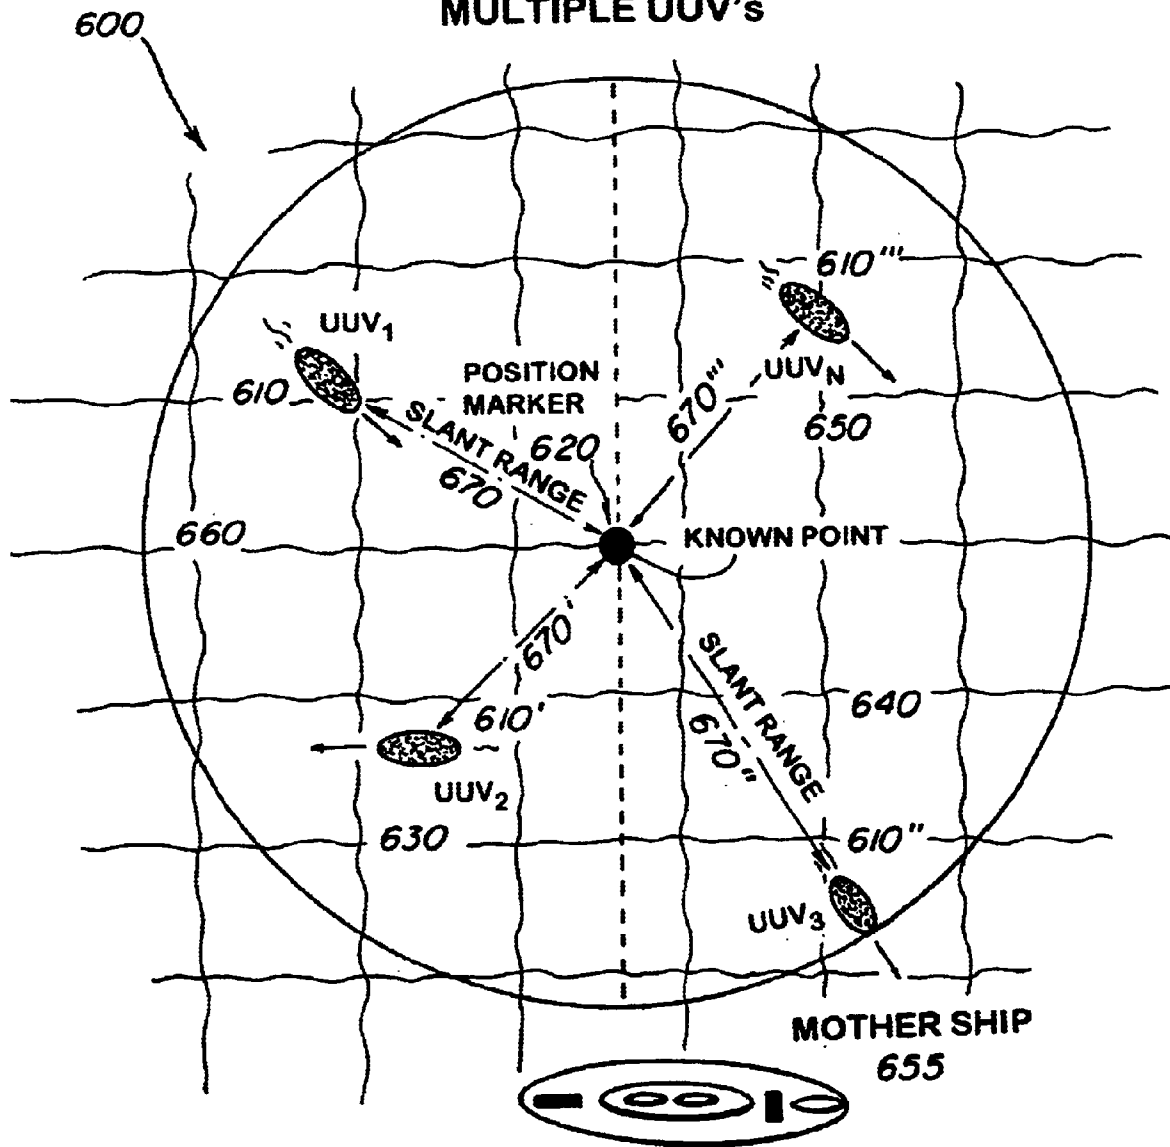 MULTIPLE UUV's
600
610'''
UUV₁
POSITION
MARKER
UUV_N
610
670'''
650
SLANT RANGE
620
670
660
KNOWN POINT
670'
SLANT RANGE
610'
640
670''
UUV₂
630
610''
UUV₃
MOTHER SHIP
655